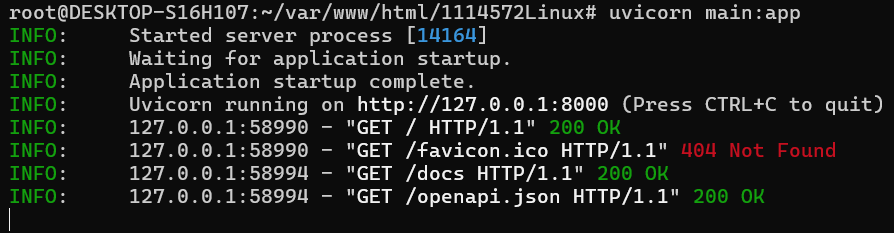 root@DESKTOP-S16H107:~/var/www/html/1114572Linux# uvicorn main:app
INFO:     Started server process [14164]
INFO:     Waiting for application startup.
INFO:     Application startup complete.
INFO:     Uvicorn running on http://127.0.0.1:8000 (Press CTRL+C to quit)
INFO:     127.0.0.1:58990 - "GET / HTTP/1.1" 200 OK
INFO:     127.0.0.1:58990 - "GET /favicon.ico HTTP/1.1" 404 Not Found
INFO:     127.0.0.1:58994 - "GET /docs HTTP/1.1" 200 OK
INFO:     127.0.0.1:58994 - "GET /openapi.json HTTP/1.1" 200 OK